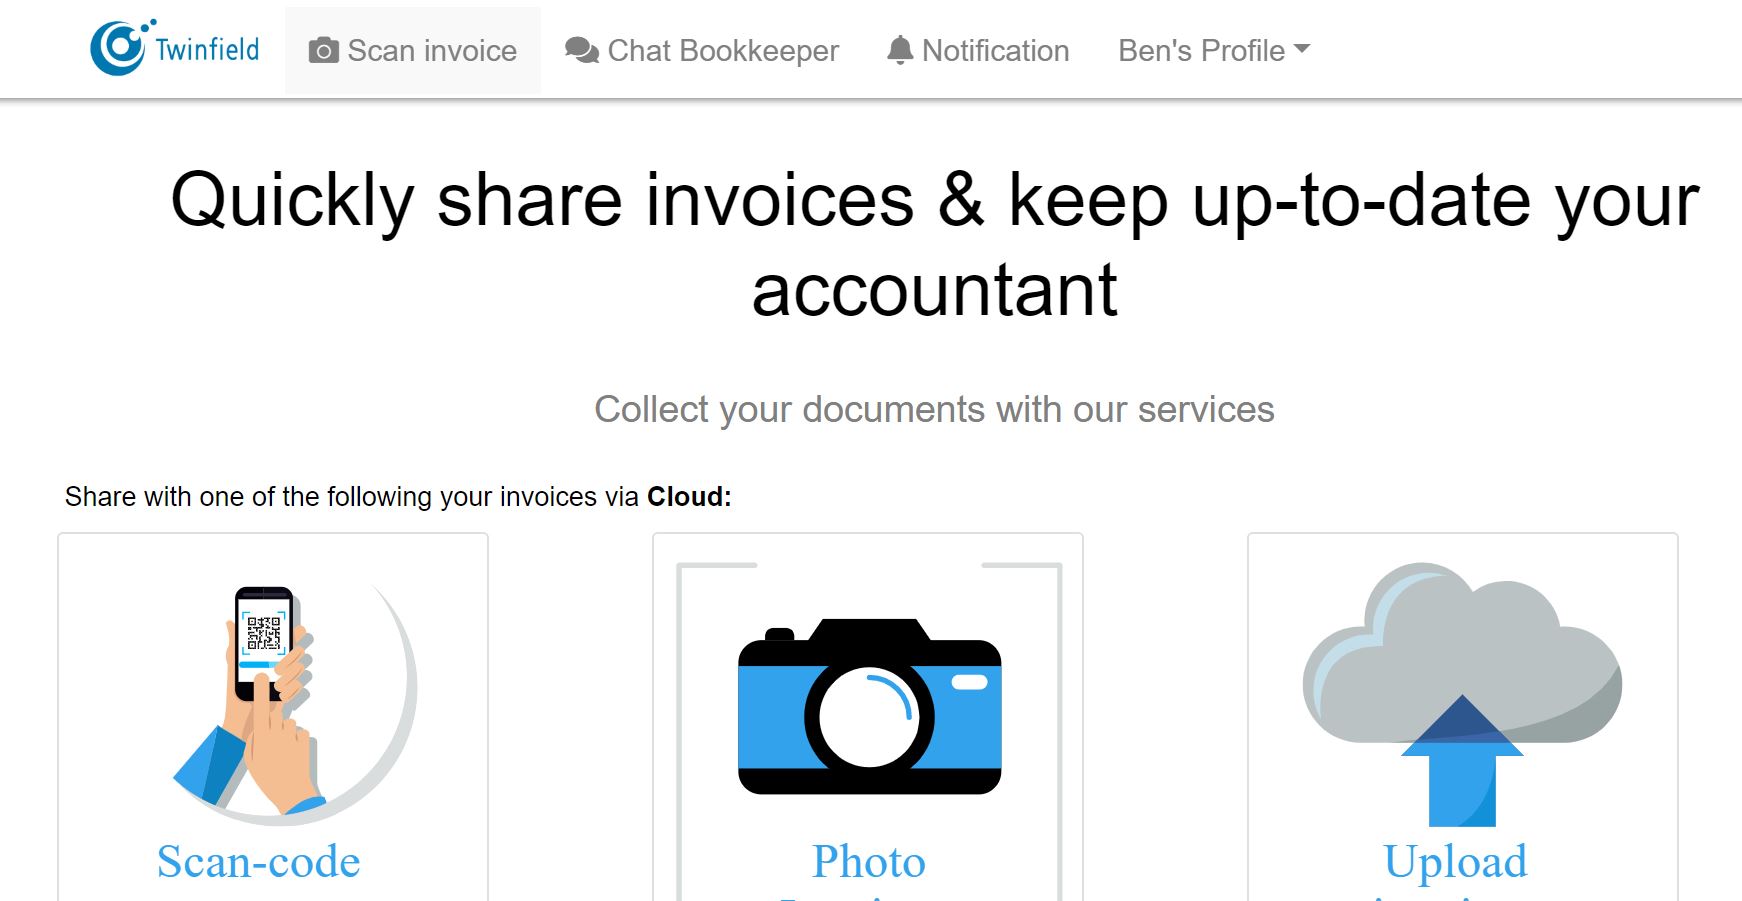 Twinfield
Scan invoice
Chat Bookkeeper
Notification
Ben's Profile
Quickly share invoices & keep up-to-date your
accountant
Collect your documents with our services
Share with one of the following your invoices via Cloud:
Scan-code
Photo
Upload